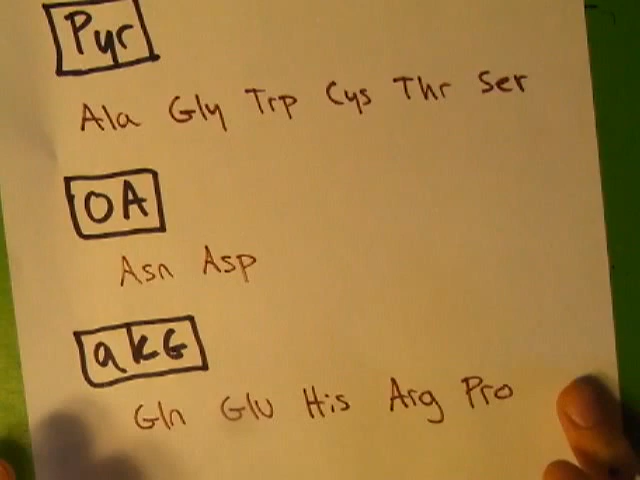 Pyr
Ala Gly Trp Cys Thr Ser
OA
Asn Asp
aKG
Gln Glu His Arg Pro